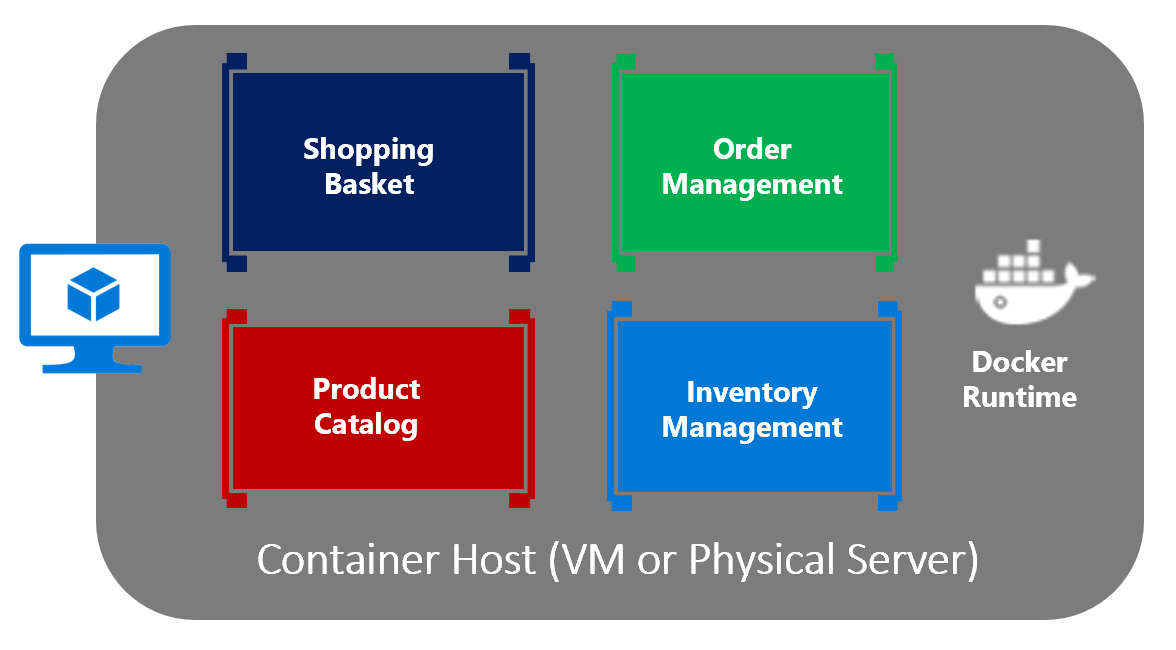 Shopping
Basket
Order
Management
Product
Catalog
Inventory
Management
Docker
Runtime
Container Host (VM or Physical Server)